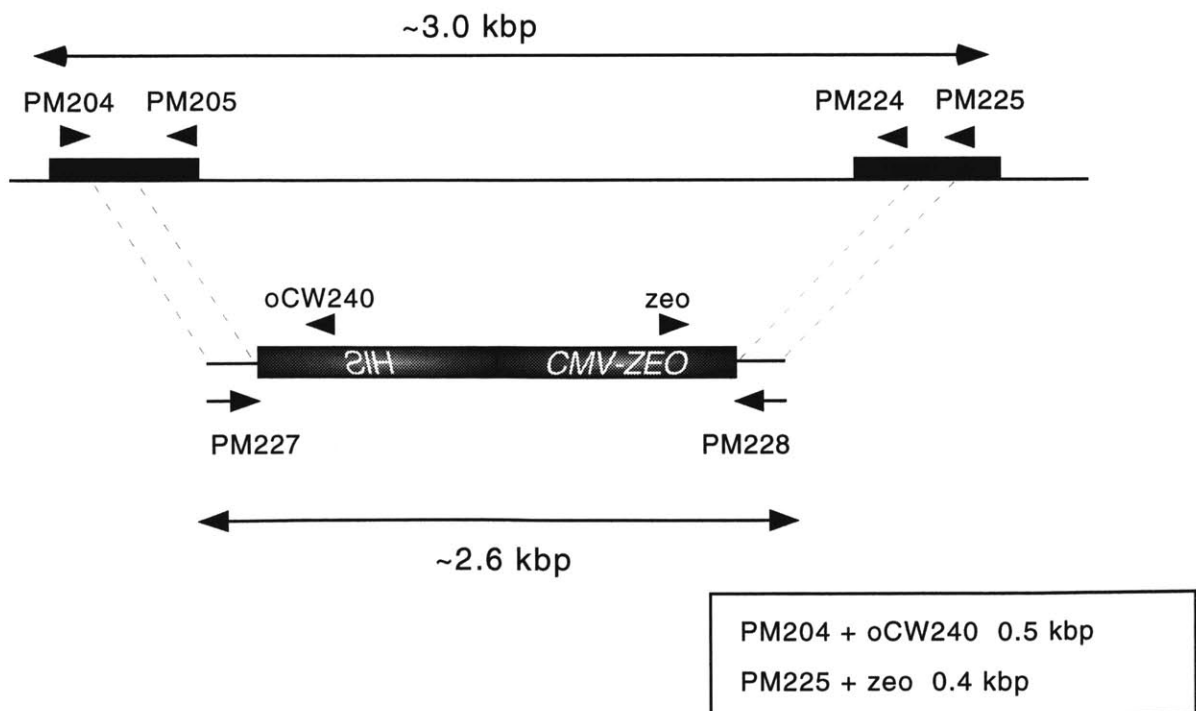 ~3.0 kbp
PM204 PM205 PM224 PM225
oCW240 zeo
HIS CMV-ZEO
PM227 PM228
~2.6 kbp
PM204 + oCW240 0.5 kbp
PM225 + zeo 0.4 kbp